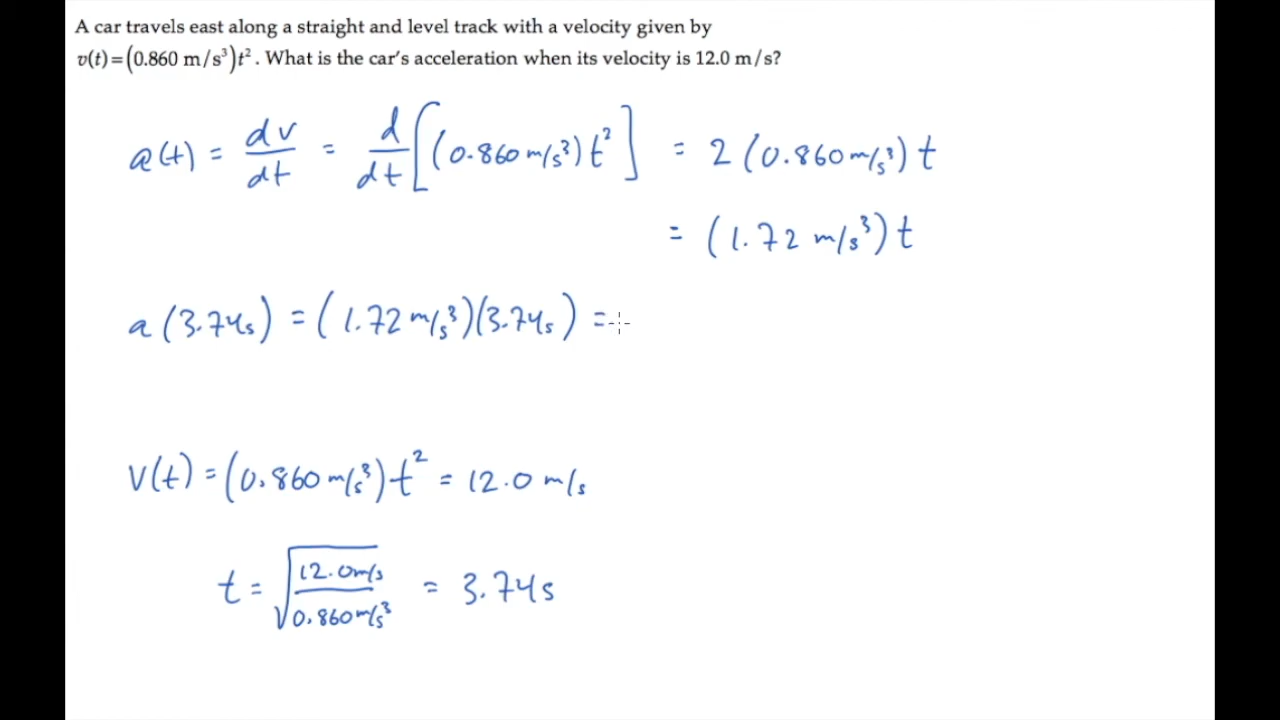 A car travels east along a straight and level track with a velocity given by
v(t)=(0.860 m/s³)t². What is the car's acceleration when its velocity is 12.0 m/s?
a(t) = dv/dt = d/dt[(0.860 m/s³)t²] = 2(0.860 m/s³)t
= (1.72 m/s³)t
a(3.74s) = (1.72 m/s³)(3.74s) =
v(t) = (0.860 m/s³)t² = 12.0 m/s
t = √(12.0 m/s / 0.860 m/s³) = 3.74s